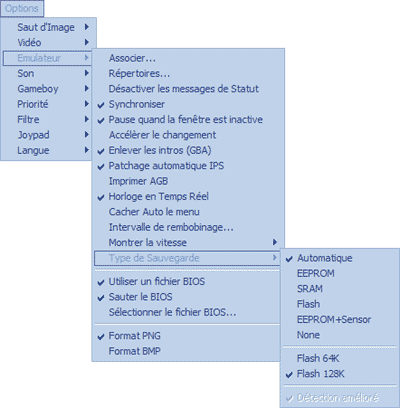 Options
Saut d'Image
Vidéo
Emulateur
Son
Gameboy
Priorité
Filtre
Joypad
Langue
Associer...
Répertoires...
Désactiver les messages de Statut
Synchroniser
Pause quand la fenêtre est inactive
Accélèrer le changement
Enlever les intros (GBA)
Patchage automatique IPS
Imprimer AGB
Horloge en Temps Réel
Cacher Auto le menu
Intervalle de rembobinage...
Montrer la vitesse
Type de Sauvegarde
Utiliser un fichier BIOS
Sauter le BIOS
Sélectionner le fichier BIOS...
Format PNG
Format BMP
Automatique
EEPROM
SRAM
Flash
EEPROM+Sensor
None
Flash 64K
Flash 128K
Détection amélioré